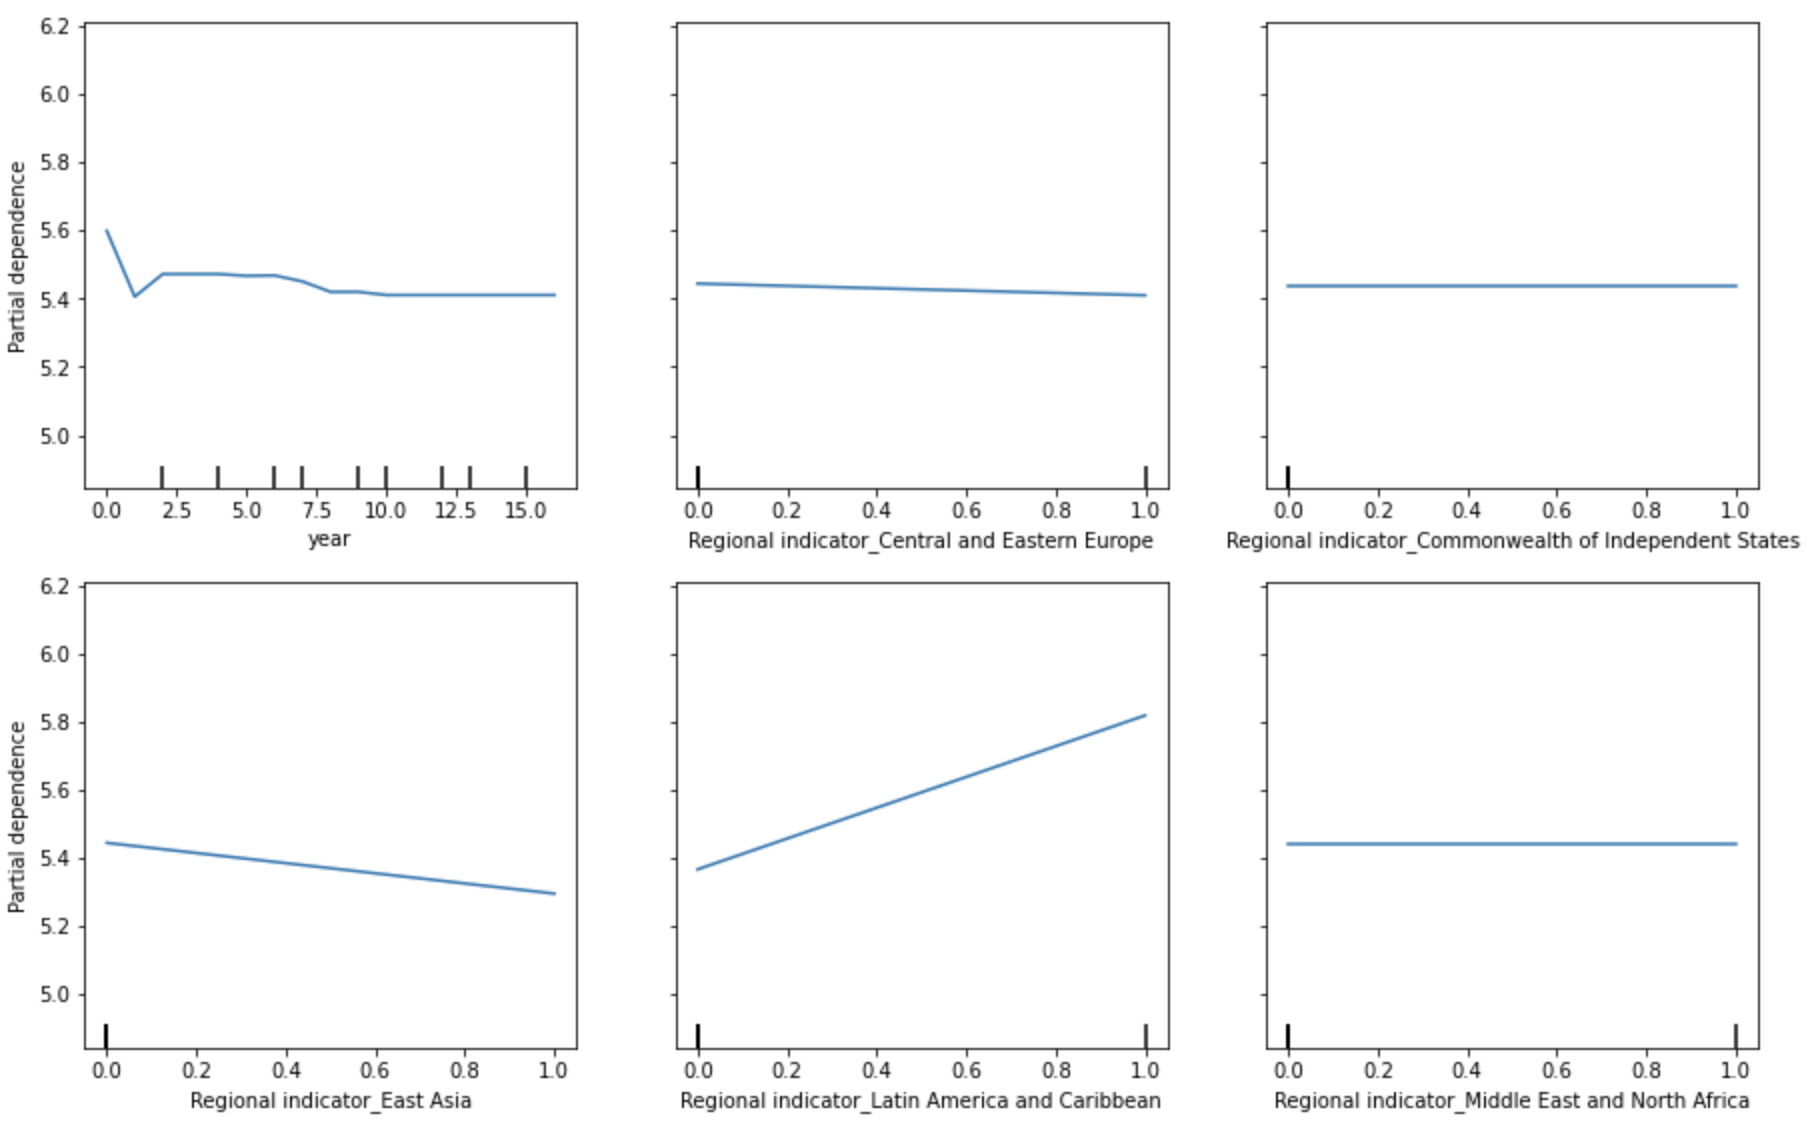 6.2
6.0
5.8
5.6
5.4
5.2
5.0
Partial dependence
0.0 2.5 5.0 7.5 10.0 12.5 15.0
year
0.0 0.2 0.4 0.6 0.8 1.0
Regional indicator_Central and Eastern Europe
0.0 0.2 0.4 0.6 0.8 1.0
Regional indicator_Commonwealth of Independent States
6.2
6.0
5.8
5.6
5.4
5.2
5.0
Partial dependence
0.0 0.2 0.4 0.6 0.8 1.0
Regional indicator_East Asia
0.0 0.2 0.4 0.6 0.8 1.0
Regional indicator_Latin America and Caribbean
0.0 0.2 0.4 0.6 0.8 1.0
Regional indicator_Middle East and North Africa